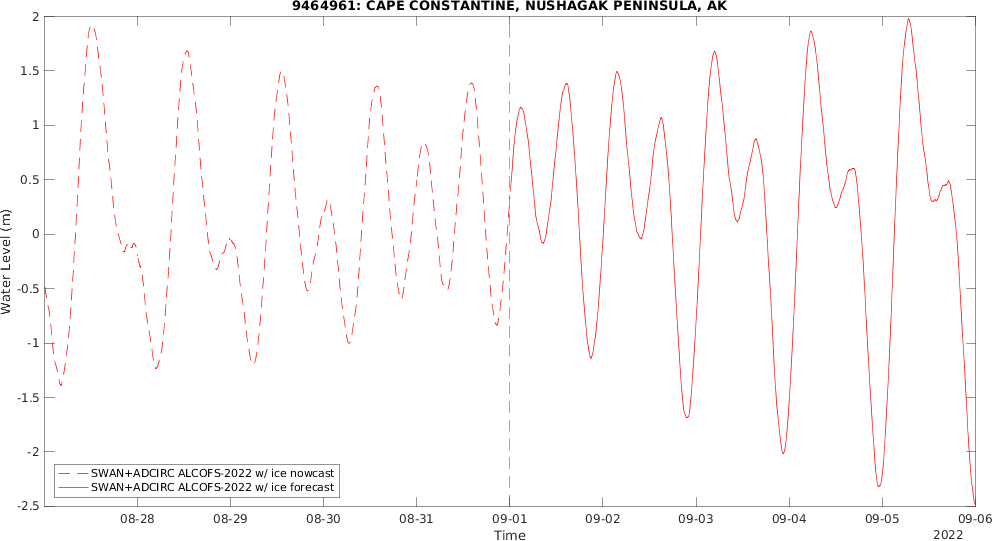 9464961: CAPE CONSTANTINE, NUSHAGAK PENINSULA, AK
2
1.5
1
0.5
0
-0.5
-1
-1.5
-2
-2.5
Water Level (m)
SWAN+ADCIRC ALCOFS-2022 w/ ice nowcast
SWAN+ADCIRC ALCOFS-2022 w/ ice forecast
08-28 08-29 08-30 08-31 09-01 09-02 09-03 09-04 09-05 09-06
Time
2022